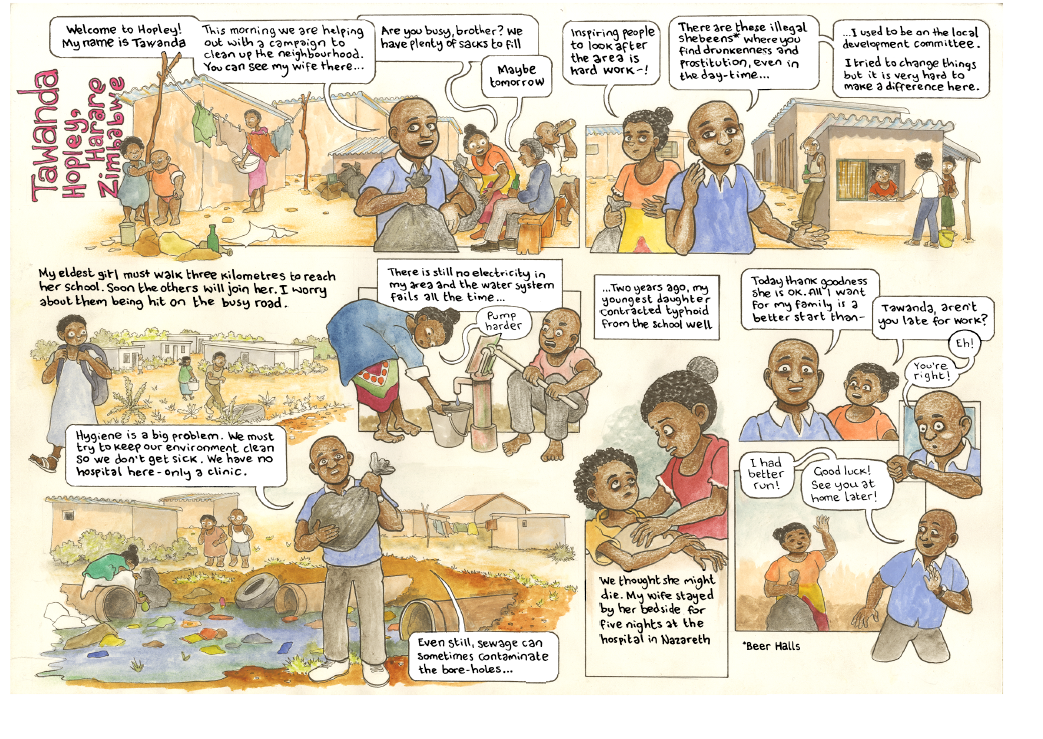 Tawanda
Hopley,
Harare
Zimbabwe
Welcome to Hopley!
My name is Tawanda
This morning we are helping
out with a campaign to
clean up the neighbourhood.
You can see my wife there...
Are you busy, brother? We
have plenty of sacks to fill
Maybe
tomorrow
Inspiring people
to look after
the area is
hard work-!
There are these illegal
shebeens* where you
find drunkenness and
prostitution, even in
the day-time...
...I used to be on the local
development committee.
I tried to change things
but it is very hard to
make a difference here.
My eldest girl must walk three kilometres to reach
her school. Soon the others will join her. I worry
about them being hit on the busy road.
There is still no electricity in
my area and the water system
fails all the time...
Pump
harder
Hygiene is a big problem. We must
try to keep our environment clean
so we don't get sick. We have no
hospital here - only a clinic.
Even still, sewage can
sometimes contaminate
the bore-holes...
...Two years ago, my
youngest daughter
contracted typhoid
from the school well
We thought she might
die. My wife stayed
by her bedside for
five nights at the
hospital in Nazareth
Today thank goodness
she is ok. All I want
for my family is a
better start than-
Tawanda, aren't
you late for work?
Eh!
You're
right!
I had
better
run!
Good luck!
See you at
home later!
*Beer Halls